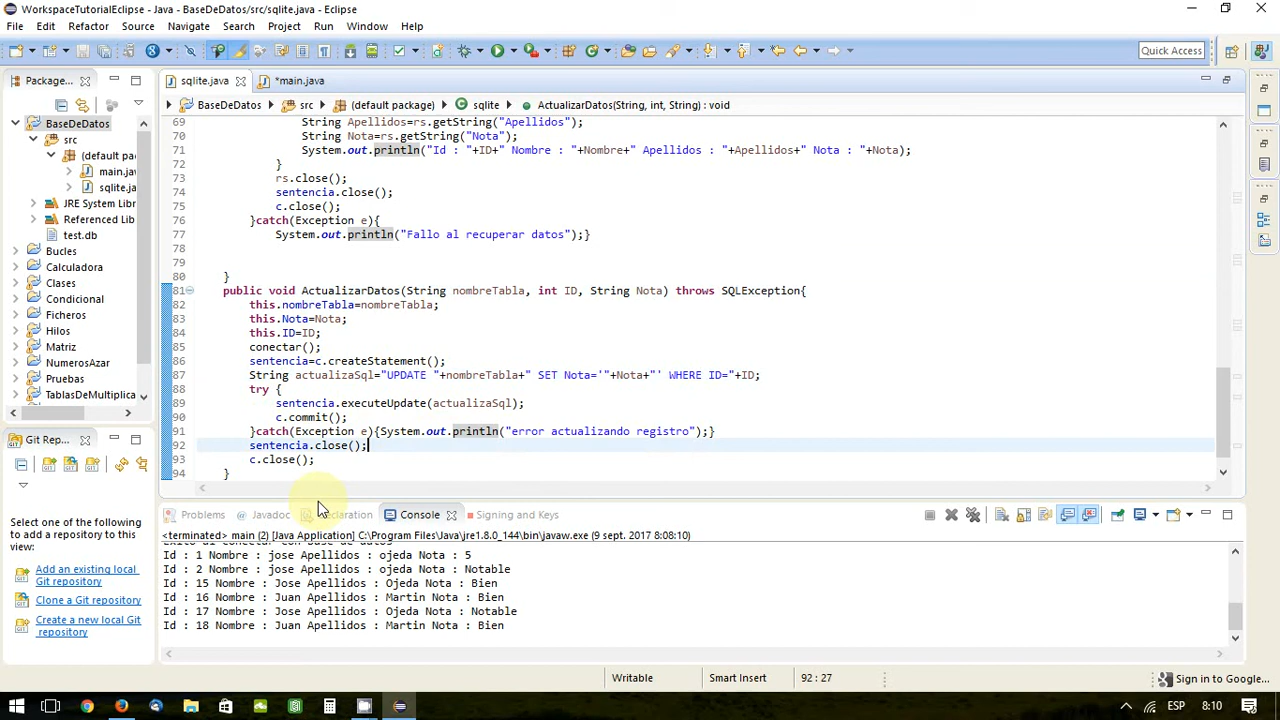 WorkspaceTutorialEclipse - Java - BaseDeDatos/src/sqlite.java - Eclipse
File Edit Source Refactor Navigate Search Project Run Window Help
Quick Access
Package...
sqlite.java
*main.java
BaseDeDatos src (default package) sqlite ActualizarDatos(String, int, String) : void
BaseDeDatos
src
(default pa
main.jav
sqlite.ja
JRE System Libr
Referenced Lib
test.db
Bucles
Calculadora
Clases
Condicional
Ficheros
Hilos
Matriz
NumerosAzar
Pruebas
TablasDeMultiplica
69 String Apellidos=rs.getString("Apellidos");
70 String Nota=rs.getString("Nota");
71 System.out.println("Id : "+ID+" Nombre : "+Nombre+" Apellidos : "+Apellidos+" Nota : "+Nota);
72 }
73 rs.close();
74 sentencia.close();
75 c.close();
76 }catch(Exception e){
77 System.out.println("Fallo al recuperar datos");}
78
79
80 }
81 public void ActualizarDatos(String nombreTabla, int ID, String Nota) throws SQLException{
82 this.nombreTabla=nombreTabla;
83 this.Nota=Nota;
84 this.ID=ID;
85 conectar();
86 sentencia=c.createStatement();
87 String actualizaSql="UPDATE "+nombreTabla+" SET Nota='"+Nota+"' WHERE ID="+ID;
88 try {
89 sentencia.executeUpdate(actualizaSql);
90 c.commit();
91 }catch(Exception e){System.out.println("error actualizando registro");}
92 sentencia.close();
93 c.close();
94 }
Git Rep...
Select one of the following
to add a repository to this
view:
Add an existing local
Git repository
Clone a Git repository
Create a new local Git
repository
Problems @ Javadoc Declaration Console Signing and Keys
<terminated> main (2) [Java Application] C:\Program Files\Java\jre1.8.0_144\bin\javaw.exe (9 sept. 2017 8:08:10)
Exito al conectar con base de datos
Id : 1 Nombre : jose Apellidos : ojeda Nota : 5
Id : 2 Nombre : jose Apellidos : ojeda Nota : Notable
Id : 15 Nombre : Jose Apellidos : Ojeda Nota : Bien
Id : 16 Nombre : Juan Apellidos : Martin Nota : Bien
Id : 17 Nombre : Jose Apellidos : Ojeda Nota : Notable
Id : 18 Nombre : Juan Apellidos : Martin Nota : Bien
Writable Smart Insert 92 : 27 Sign in to Google...
ESP 8:10